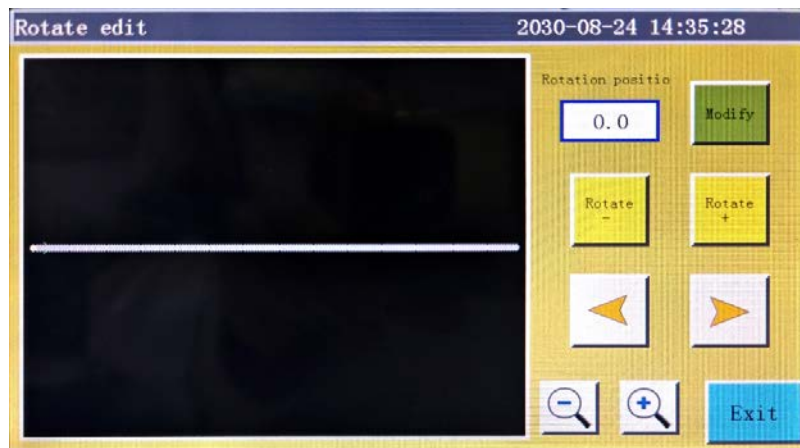 Rotate edit
2030-08-24 14:35:28
Rotation positio
0.0
Modify
Rotate
-
Rotate
+
Exit